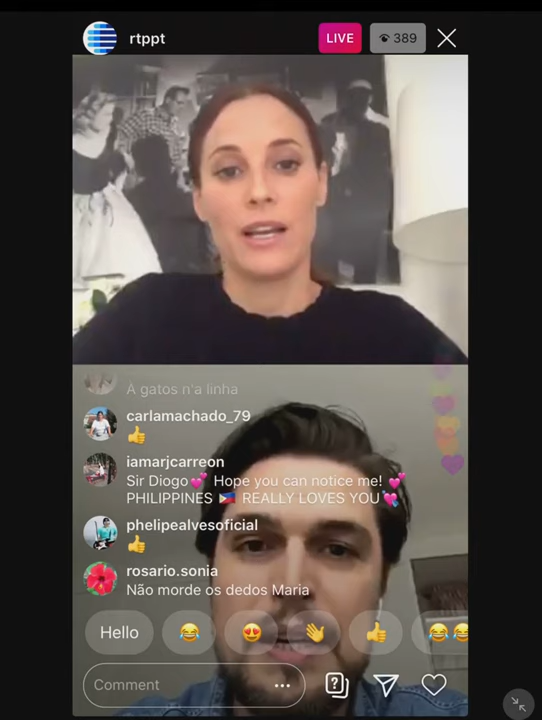 rtppt
LIVE
389
À gatos n'a linha
carlamachado_79
👍
iamarjcarreon
Sir Diogo💕 Hope you can notice me! 💕
PHILIPPINES 🇵🇭 REALLY LOVES YOU💘
phelipealvesoficial
👍
rosario.sonia
Não morde os dedos Maria
Hello 😂 😍 👋 👍 😂😂
Comment